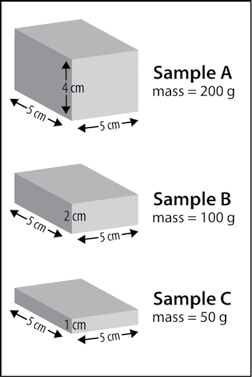 4 cm
Sample A
mass = 200 g
5 cm
5 cm
2 cm
Sample B
mass = 100 g
5 cm
5 cm
1 cm
Sample C
mass = 50 g
5 cm
5 cm